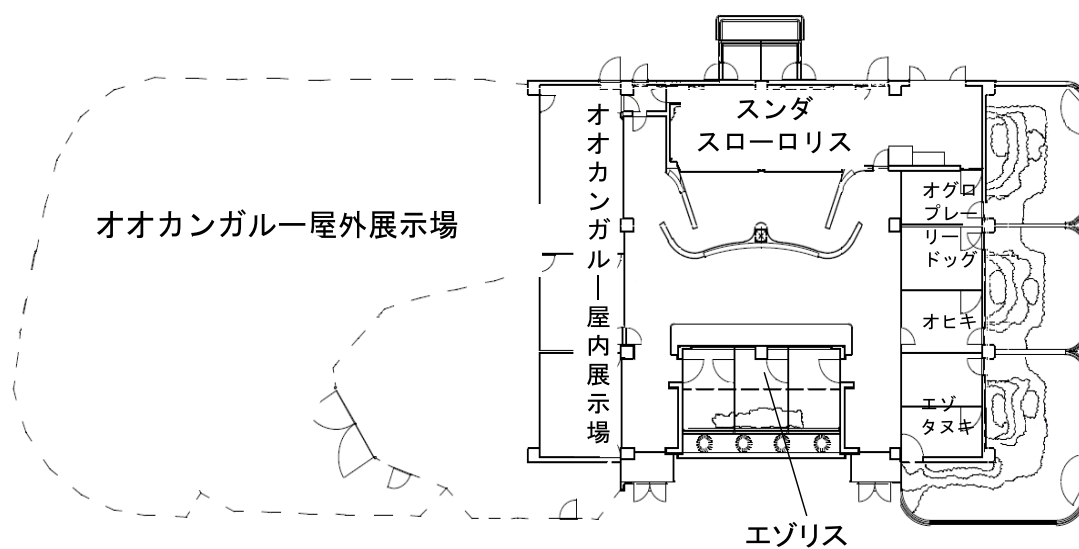 オオカンガルー屋外展示場
オオカンガルー屋内展示場
スンダ
スローロリス
オグロ
プレー
リー
ドッグ
オヒキ
エゾ
タヌキ
エゾリス